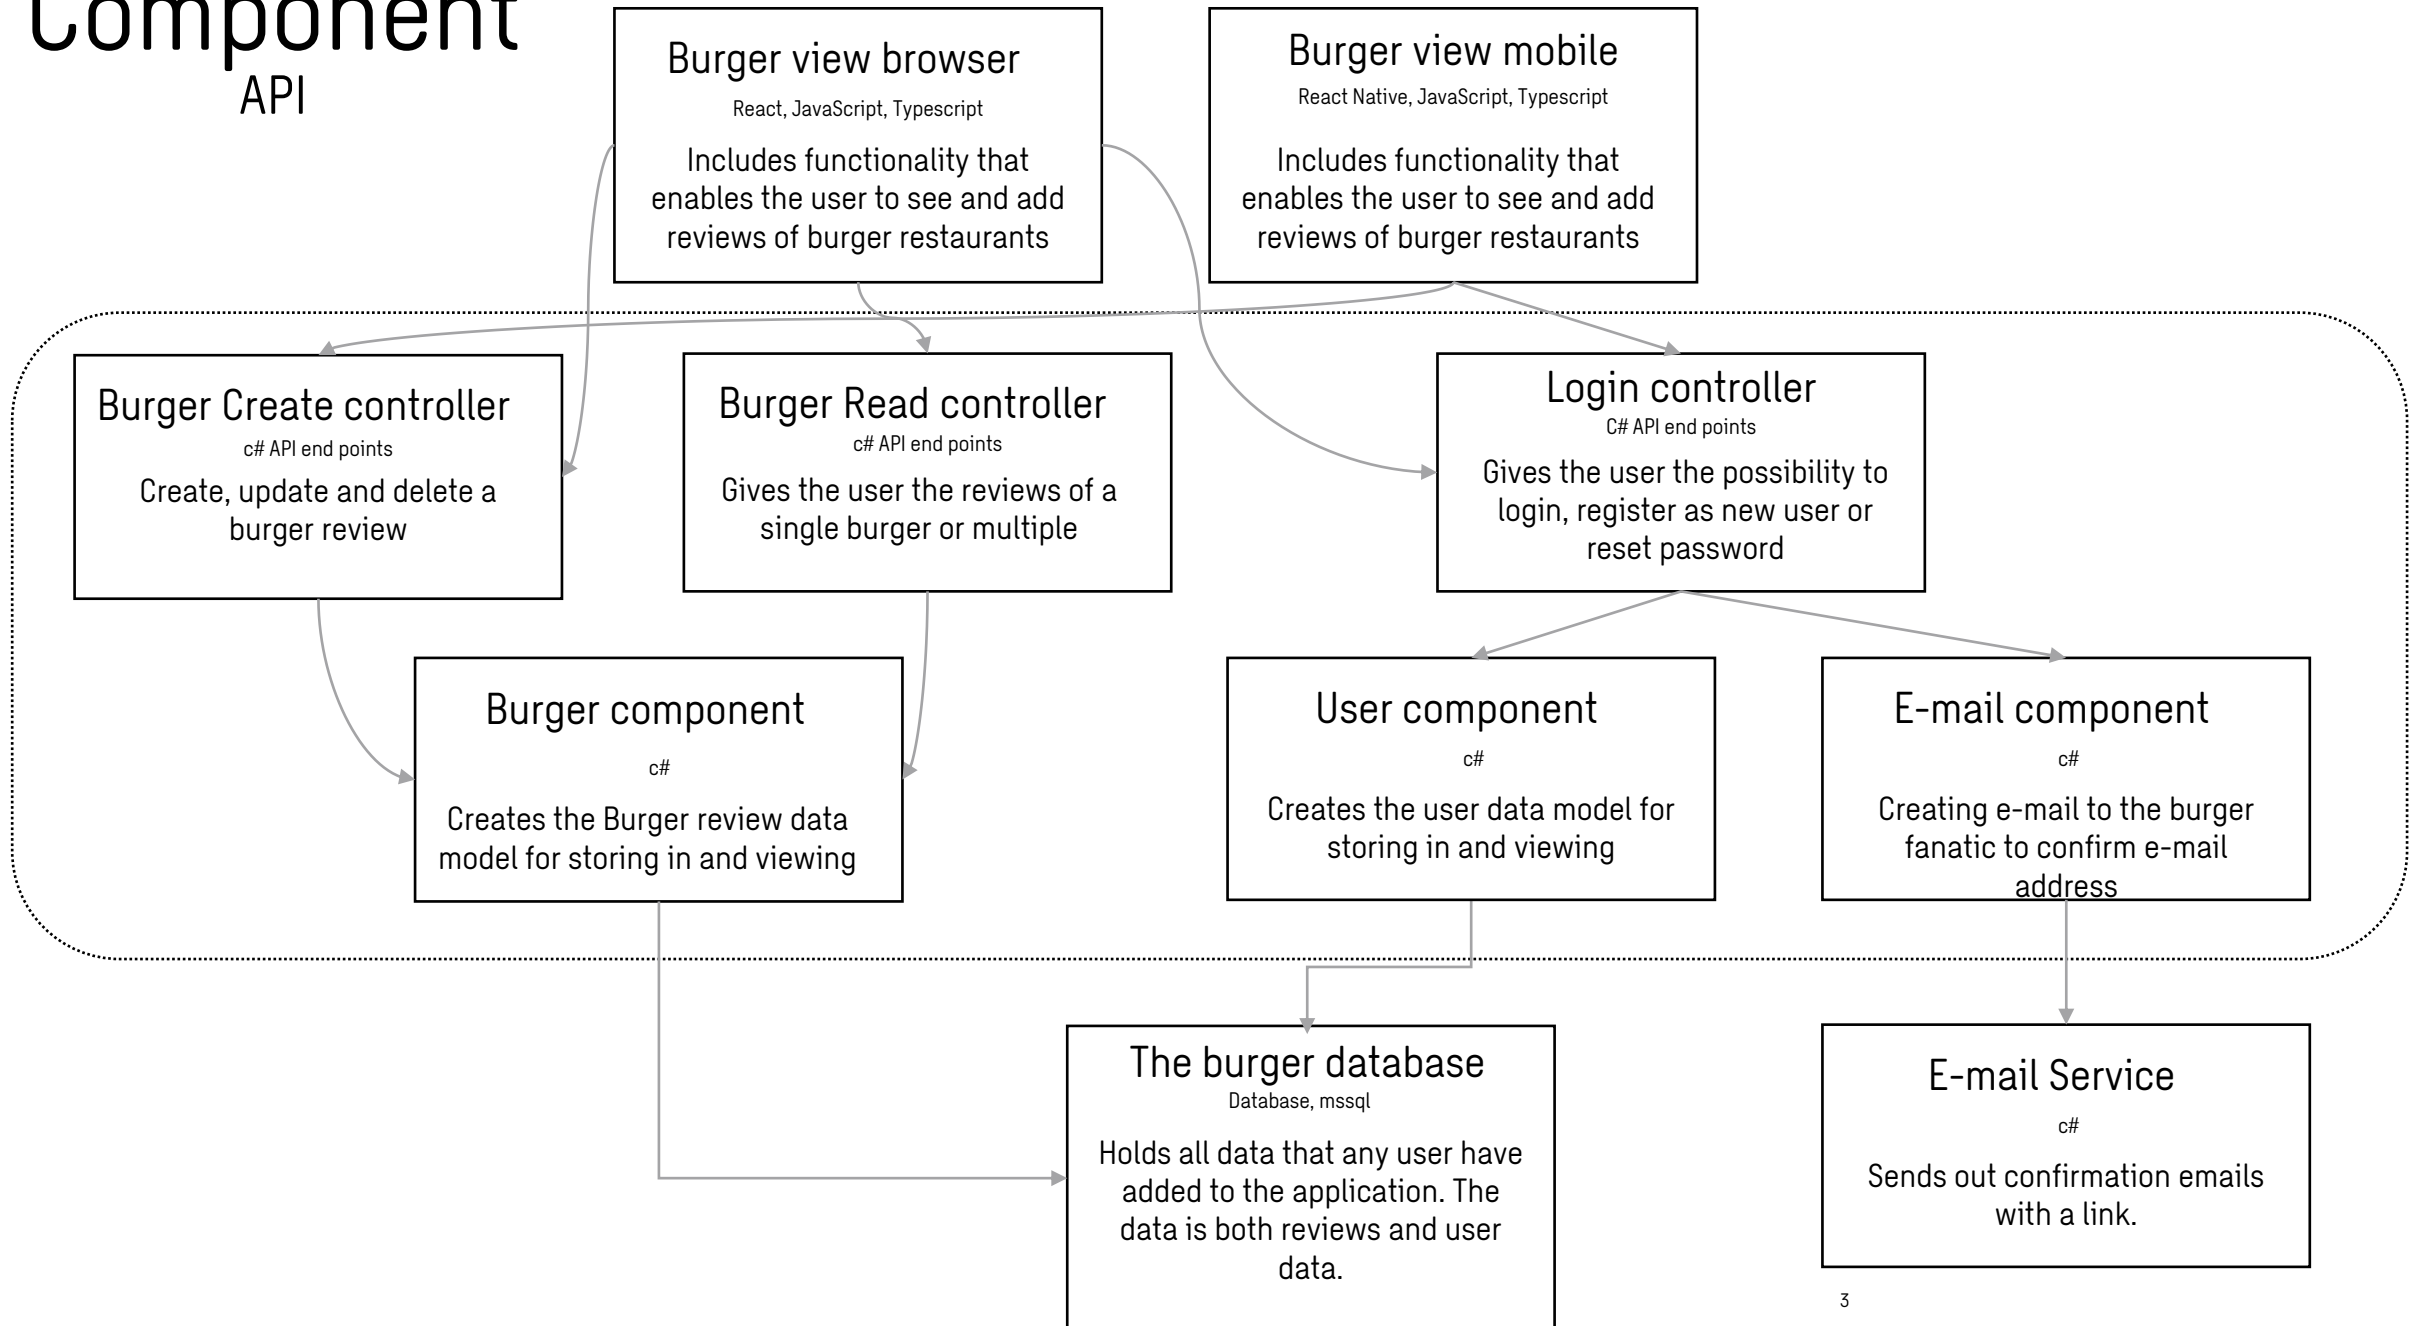 Component
API
Burger view browser
React, JavaScript, Typescript
Includes functionality that
enables the user to see and add
reviews of burger restaurants
Burger view mobile
React Native, JavaScript, Typescript
Includes functionality that
enables the user to see and add
reviews of burger restaurants
Burger Create controller
c# API end points
Create, update and delete a
burger review
Burger Read controller
c# API end points
Gives the user the reviews of a
single burger or multiple
Login controller
C# API end points
Gives the user the possibility to
login, register as new user or
reset password
Burger component
c#
Creates the Burger review data
model for storing in and viewing
User component
c#
Creates the user data model for
storing in and viewing
E-mail component
c#
Creating e-mail to the burger
fanatic to confirm e-mail
address
The burger database
Database, mssql
Holds all data that any user have
added to the application. The
data is both reviews and user
data.
E-mail Service
c#
Sends out confirmation emails
with a link.
3